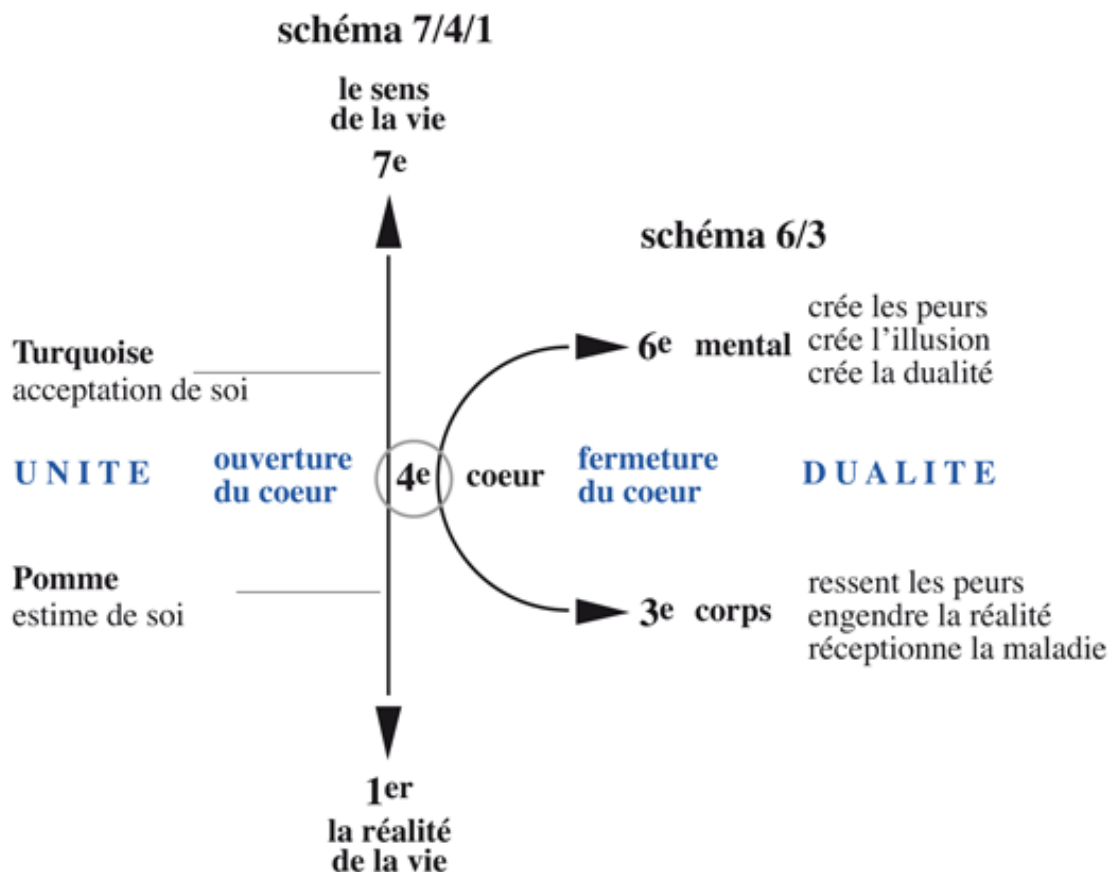 schéma 7/4/1
le sens
de la vie
7e
schéma 6/3
crée les peurs
6e mental crée l’illusion
crée la dualité
Turquoise
acceptation de soi
UNITE
ouverture
du coeur
4e coeur
fermeture
du coeur
DUALITE
Pomme
estime de soi
ressent les peurs
3e corps engendre la réalité
réceptionne la maladie
1er
la réalité
de la vie